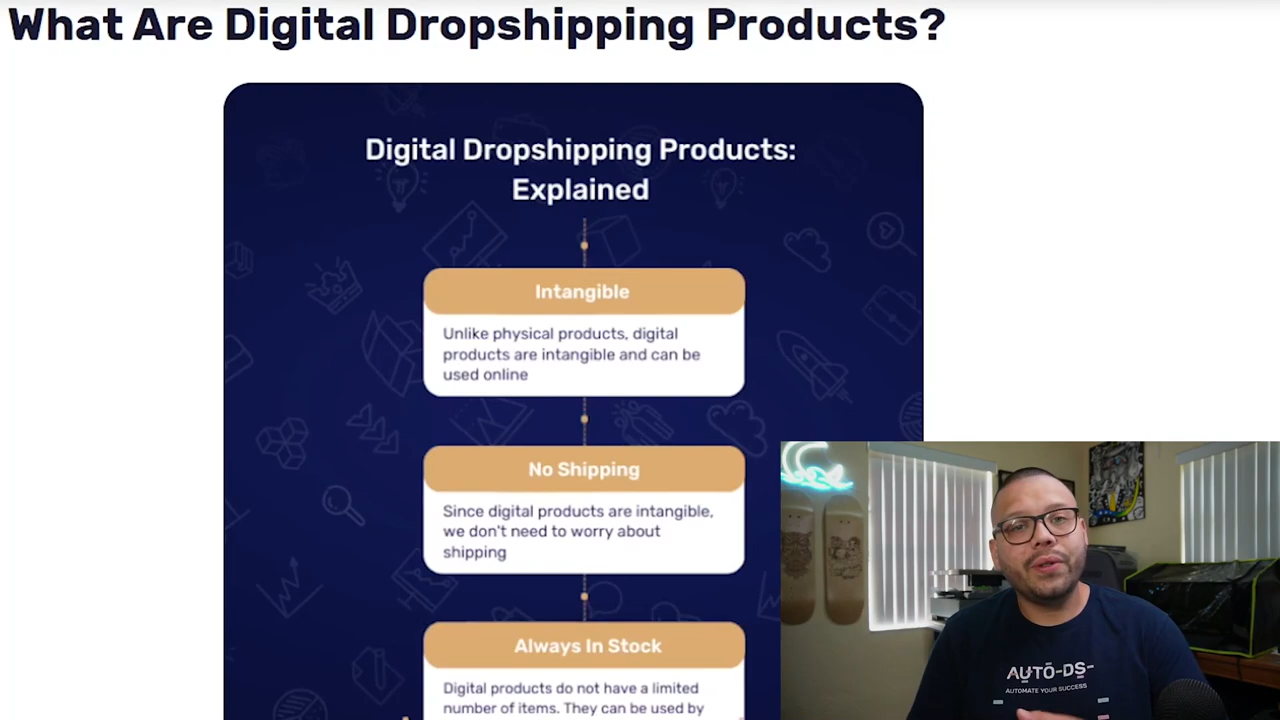 What Are Digital Dropshipping Products?
Digital Dropshipping Products:
Explained
Intangible
Unlike physical products, digital
products are intangible and can be
used online
No Shipping
Since digital products are intangible,
we don't need to worry about
shipping
Always In Stock
Digital products do not have a limited
number of items. They can be used by
AUTO-DS-
AUTOMATE YOUR SUCCESS